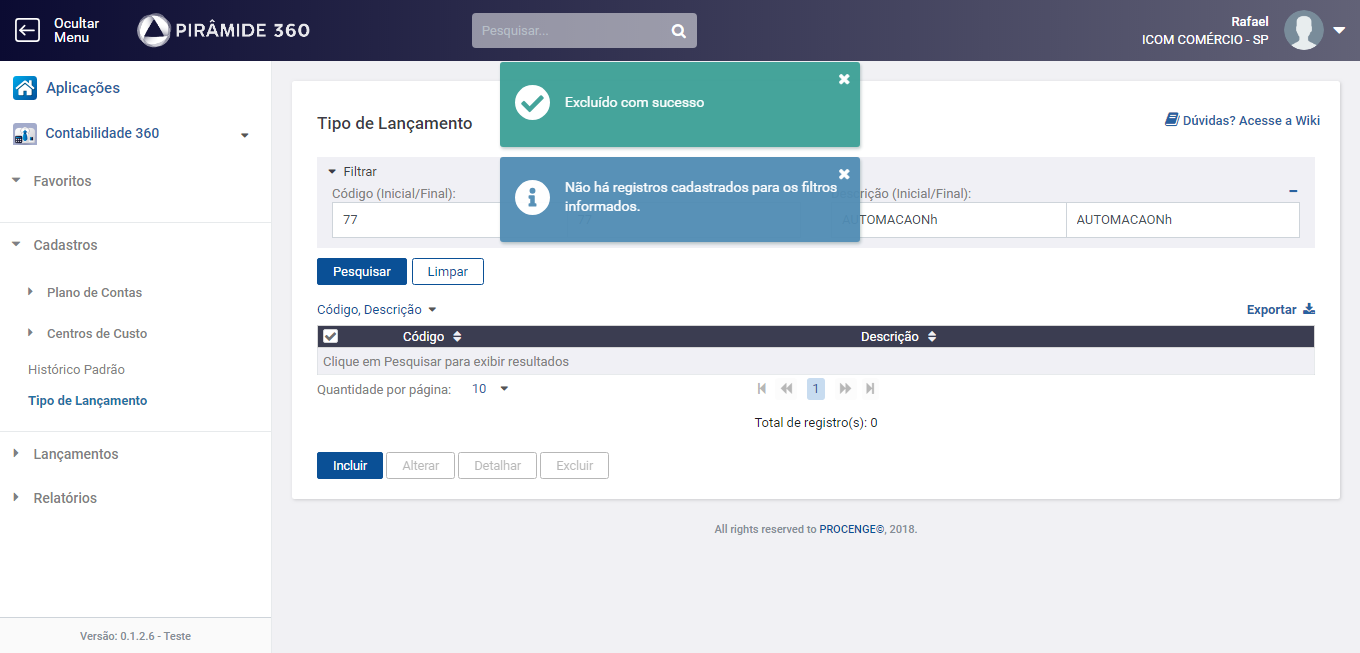 Ocultar
Menu
PIRÂMIDE 360
Pesquisar...
Rafael
ICOM COMÉRCIO - SP
Aplicações
Contabilidade 360
Favoritos
Cadastros
Plano de Contas
Centros de Custo
Histórico Padrão
Tipo de Lançamento
Lançamentos
Relatórios
Versão: 0.1.2.6 - Teste
Excluído com sucesso
Tipo de Lançamento
Dúvidas? Acesse a Wiki
Não há registros cadastrados para os filtros
informados.
Filtrar
Código (Inicial/Final):
rição (Inicial/Final):
77
77
AUTOMACAONh
AUTOMACAONh
Pesquisar
Limpar
Código, Descrição
Exportar
Código
Descrição
Clique em Pesquisar para exibir resultados
Quantidade por página:
10
1
Total de registro(s): 0
Incluir
Alterar
Detalhar
Excluir
All rights reserved to PROCENGE©, 2018.